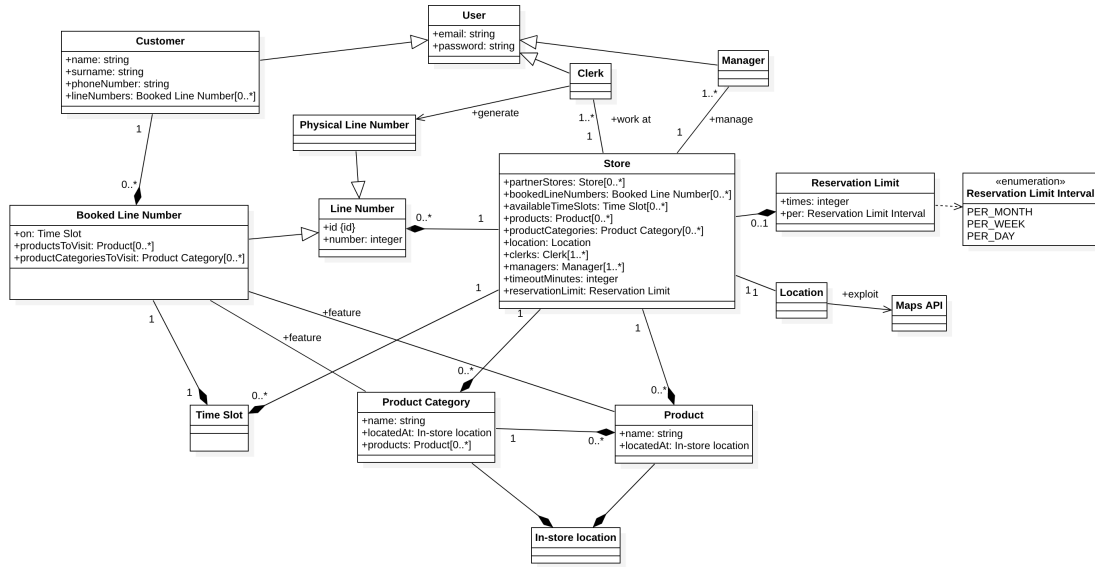 User
+email: string
+password: string
Customer
+name: string
+surname: string
+phoneNumber: string
+lineNumbers: Booked Line Number[0..*]
Clerk
Manager
+generate
1..*
+work at
1
1..*
+manage
1
Physical Line Number
1
0..*
Store
+partnerStores: Store[0..*]
+bookedLineNumbers: Booked Line Number[0..*]
+availableTimeSlots: Time Slot[0..*]
+products: Product[0..*]
+productCategories: Product Category[0..*]
+location: Location
+clerks: Clerk[1..*]
+managers: Manager[1..*]
+timeoutMinutes: integer
+reservationLimit: Reservation Limit
Reservation Limit
+times: integer
+per: Reservation Limit Interval
«enumeration»
Reservation Limit Interval
PER_MONTH
PER_WEEK
PER_DAY
1
0..1
Line Number
+id {id}
+number: integer
0..*
1
Booked Line Number
+on: Time Slot
+productsToVisit: Product[0..*]
+productCategoriesToVisit: Product Category[0..*]
1
1
Location
+exploit
Maps API
1
+feature
+feature
1
1
1
1
0..*
0..*
0..*
1
Time Slot
Product Category
+name: string
+locatedAt: In-store location
+products: Product[0..*]
1
0..*
Product
+name: string
+locatedAt: In-store location
In-store location